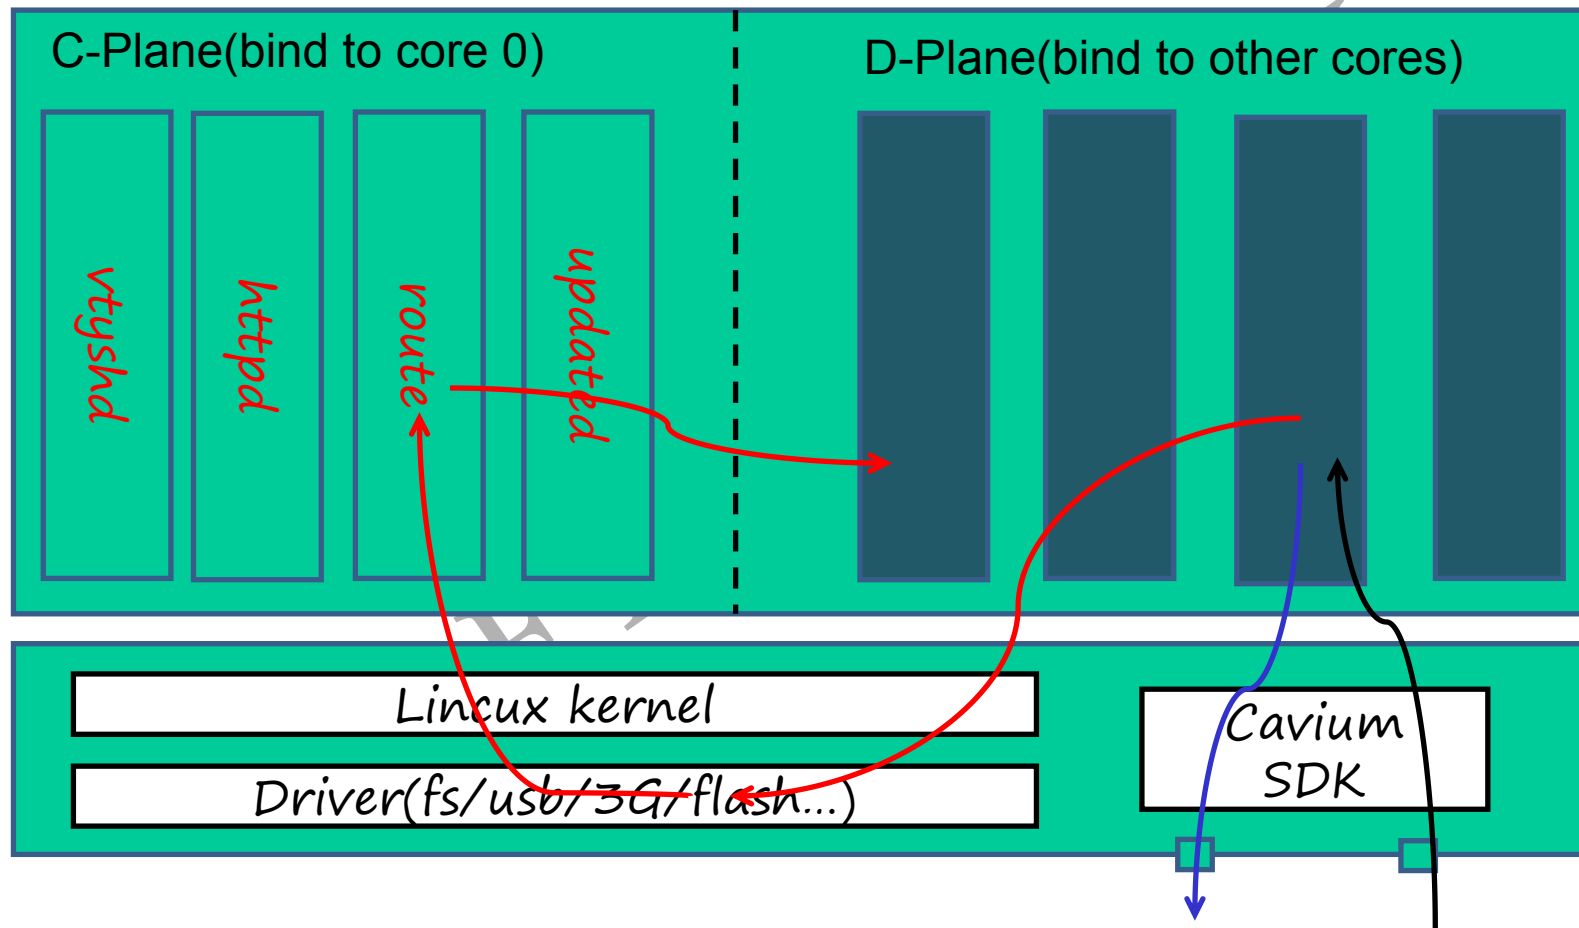 C-Plane(bind to core 0)
D-Plane(bind to other cores)
vtyshd
httpd
route
updated
Lincux kernel
Driver(fs/usb/3G/flash...)
Cavium
SDK